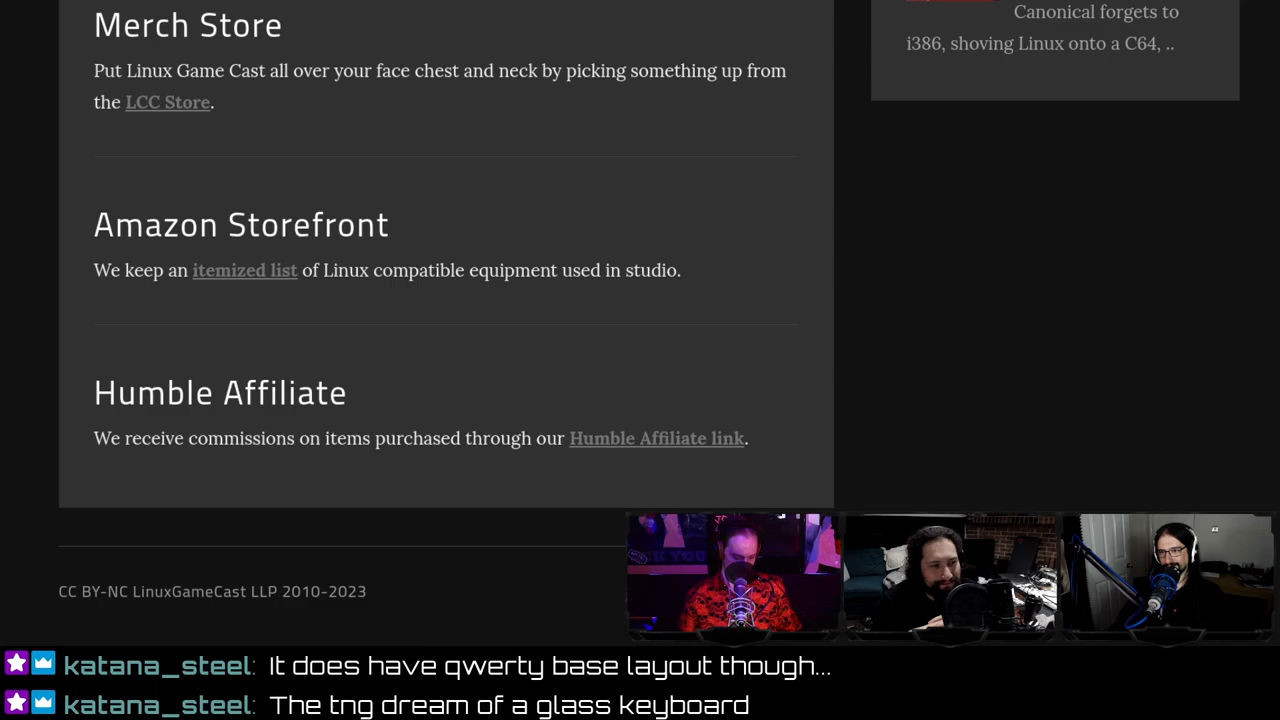 Merch Store
Put Linux Game Cast all over your face chest and neck by picking something up from
the LCC Store.
Amazon Storefront
We keep an itemized list of Linux compatible equipment used in studio.
Humble Affiliate
We receive commissions on items purchased through our Humble Affiliate link.
Canonical forgets to
i386, shoving Linux onto a C64, ..
CC BY-NC LinuxGameCast LLP 2010-2023
katana_steel: It does have qwerty base layout though...
katana_steel: The tng dream of a glass keyboard